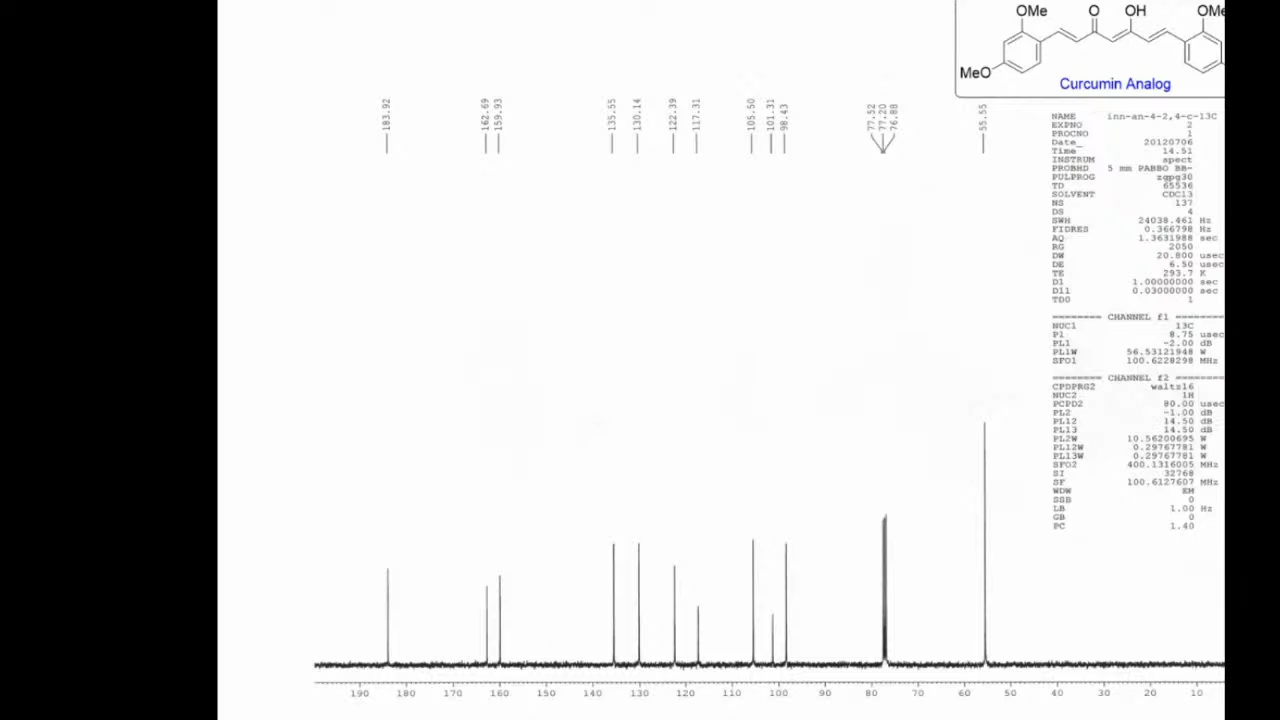 OMe O OH OMe
MeO
Curcumin Analog
183.92
162.69
159.93
135.55
130.14
122.39
117.31
105.50
101.31
98.43
77.52
77.20
76.88
55.55
NAME inn-an-4-2,4-c-13C
EXPNO 2
PROCNO 1
Date_ 20120706
Time 14.51
INSTRUM spect
PROBHD 5 mm PABBO BB-
PULPROG zgpg30
TD 65536
SOLVENT CDCl3
NS 137
DS 4
SWH 24038.461 Hz
FIDRES 0.366798 Hz
AQ 1.3631988 sec
RG 2050
DW 20.800 usec
DE 6.50 usec
TE 293.7 K
D1 1.00000000 sec
D11 0.03000000 sec
TD0 1
======== CHANNEL f1 ========
NUC1 13C
P1 8.75 usec
PL1 -2.00 dB
PL1W 56.53121948 W
SFO1 100.6228298 MHz
======== CHANNEL f2 ========
CPDPRG2 waltz16
NUC2 1H
PCPD2 80.00 usec
PL2 -1.00 dB
PL12 14.50 dB
PL13 14.50 dB
PL2W 10.56200695 W
PL12W 0.29767781 W
PL13W 0.29767781 W
SFO2 400.1316005 MHz
SI 32768
SF 100.6127607 MHz
WDW EM
SSB 0
LB 1.00 Hz
GB 0
PC 1.40
190 180 170 160 150 140 130 120 110 100 90 80 70 60 50 40 30 20 10